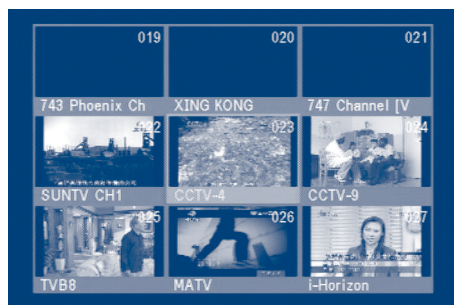 019 020 021
743 Phoenix Ch XING KONG 747 Channel [V
022 023 024
SUNTV CH1 CCTV-4 CCTV-9
025 026 027
TVB8 MATV i-Horizon